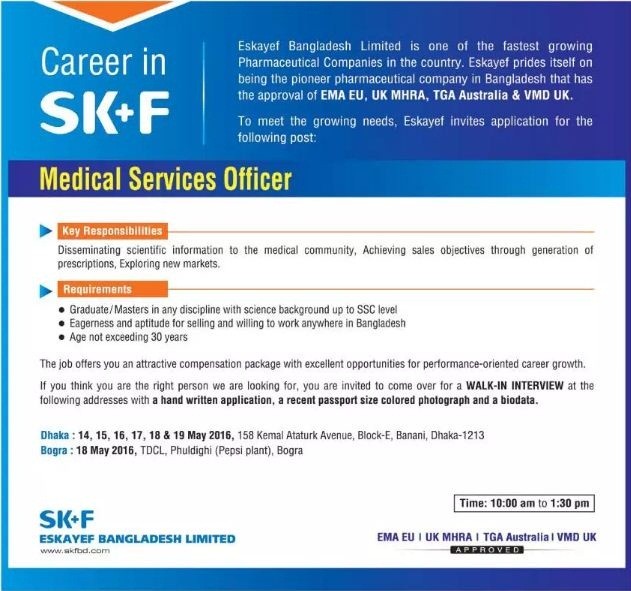 Career in
SK+F
Eskayef Bangladesh Limited is one of the fastest growing
Pharmaceutical Companies in the country. Eskayef prides itself on
being the pioneer pharmaceutical company in Bangladesh that has
the approval of EMA EU, UK MHRA, TGA Australia & VMD UK.
To meet the growing needs, Eskayef invites application for the
following post:
Medical Services Officer
Key Responsibilities
Disseminating scientific information to the medical community, Achieving sales objectives through generation of
prescriptions, Exploring new markets.
Requirements
● Graduate/Masters in any discipline with science background up to SSC level
● Eagerness and aptitude for selling and willing to work anywhere in Bangladesh
● Age not exceeding 30 years
The job offers you an attractive compensation package with excellent opportunities for performance-oriented career growth.
If you think you are the right person we are looking for, you are invited to come over for a WALK-IN INTERVIEW at the
following addresses with a hand written application, a recent passport size colored photograph and a biodata.
Dhaka : 14, 15, 16, 17, 18 & 19 May 2016, 158 Kemal Ataturk Avenue, Block-E, Banani, Dhaka-1213
Bogra : 18 May 2016, TDCL, Phuldighi (Pepsi plant), Bogra
Time: 10:00 am to 1:30 pm
SK+F
ESKAYEF BANGLADESH LIMITED
www.skfbd.com
EMA EU | UK MHRA | TGA Australia | VMD UK
APPROVED